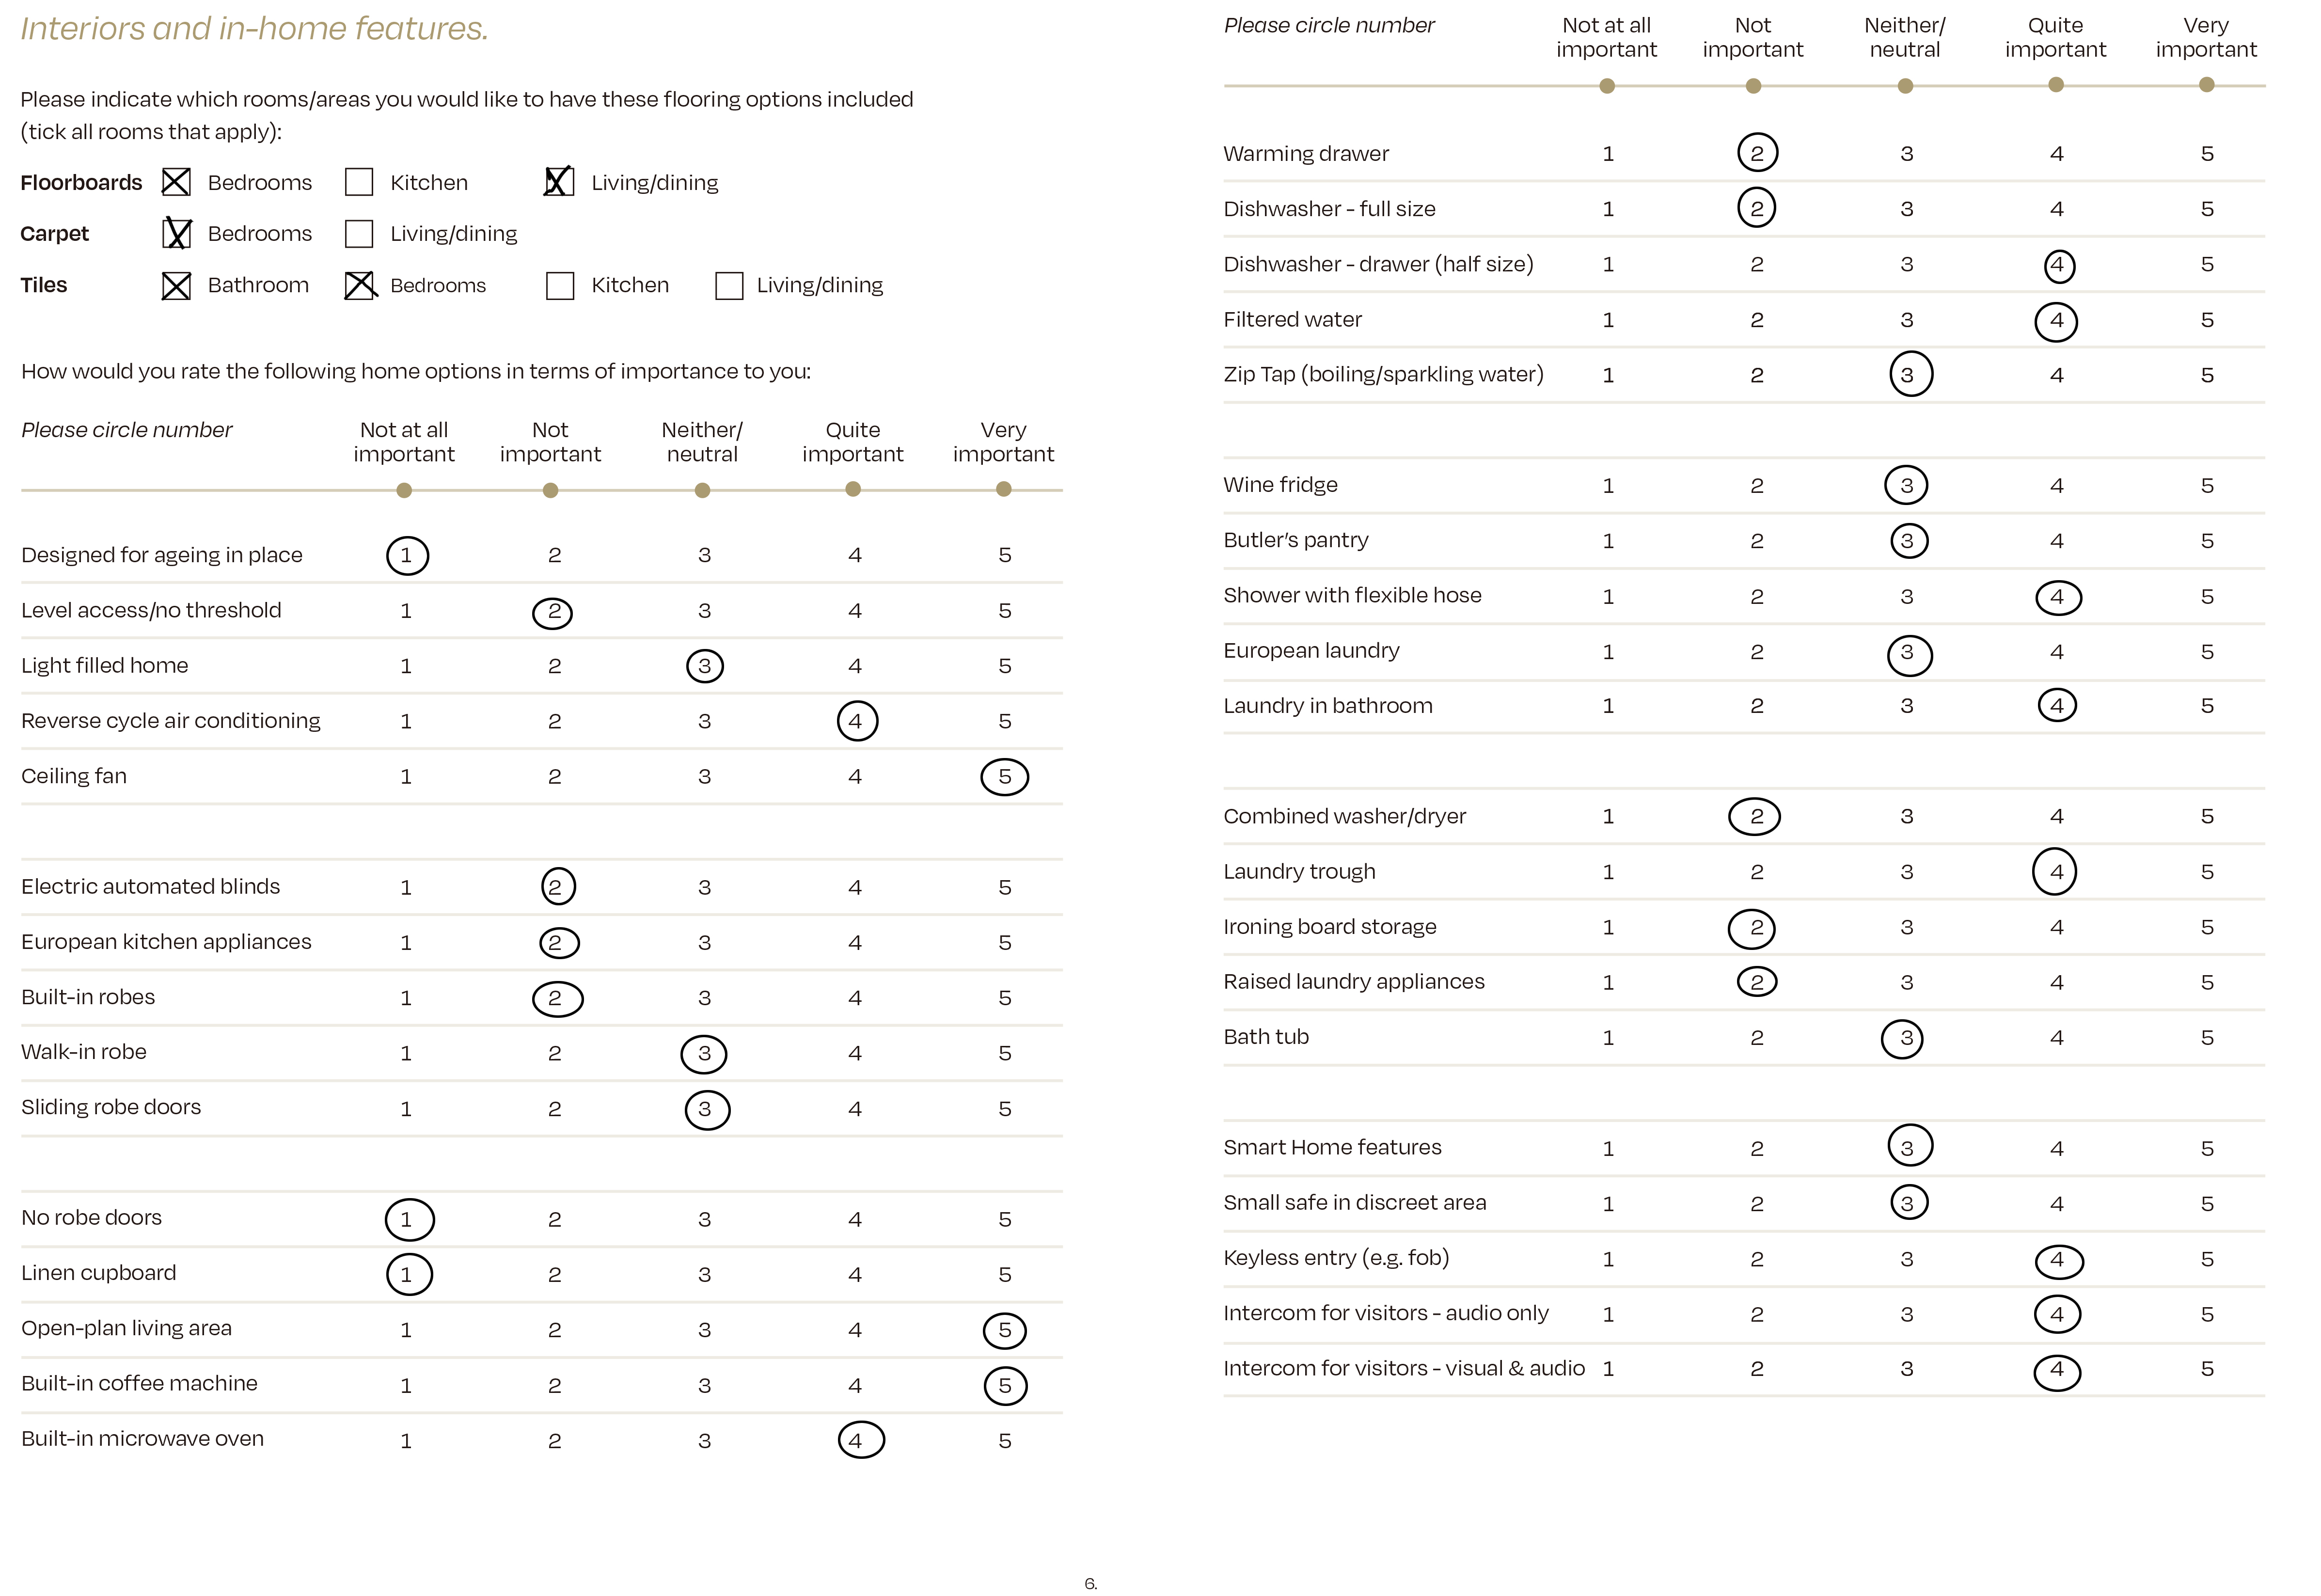 Interiors and in-home features.
Please indicate which rooms/areas you would like to have these flooring options included
(tick all rooms that apply):
Floorboards Bedrooms Kitchen Living/dining
Carpet Bedrooms Living/dining
Tiles Bathroom Bedrooms Kitchen Living/dining
How would you rate the following home options in terms of importance to you:
Please circle number Not at all important Not important Neither/ neutral Quite important Very important
Designed for ageing in place 1 2 3 4 5
Level access/no threshold 1 2 3 4 5
Light filled home 1 2 3 4 5
Reverse cycle air conditioning 1 2 3 4 5
Ceiling fan 1 2 3 4 5
Electric automated blinds 1 2 3 4 5
European kitchen appliances 1 2 3 4 5
Built-in robes 1 2 3 4 5
Walk-in robe 1 2 3 4 5
Sliding robe doors 1 2 3 4 5
No robe doors 1 2 3 4 5
Linen cupboard 1 2 3 4 5
Open-plan living area 1 2 3 4 5
Built-in coffee machine 1 2 3 4 5
Built-in microwave oven 1 2 3 4 5
Please circle number Not at all important Not important Neither/ neutral Quite important Very important
Warming drawer 1 2 3 4 5
Dishwasher - full size 1 2 3 4 5
Dishwasher - drawer (half size) 1 2 3 4 5
Filtered water 1 2 3 4 5
Zip Tap (boiling/sparkling water) 1 2 3 4 5
Wine fridge 1 2 3 4 5
Butler's pantry 1 2 3 4 5
Shower with flexible hose 1 2 3 4 5
European laundry 1 2 3 4 5
Laundry in bathroom 1 2 3 4 5
Combined washer/dryer 1 2 3 4 5
Laundry trough 1 2 3 4 5
Ironing board storage 1 2 3 4 5
Raised laundry appliances 1 2 3 4 5
Bath tub 1 2 3 4 5
Smart Home features 1 2 3 4 5
Small safe in discreet area 1 2 3 4 5
Keyless entry (e.g. fob) 1 2 3 4 5
Intercom for visitors - audio only 1 2 3 4 5
Intercom for visitors - visual & audio 1 2 3 4 5
6.